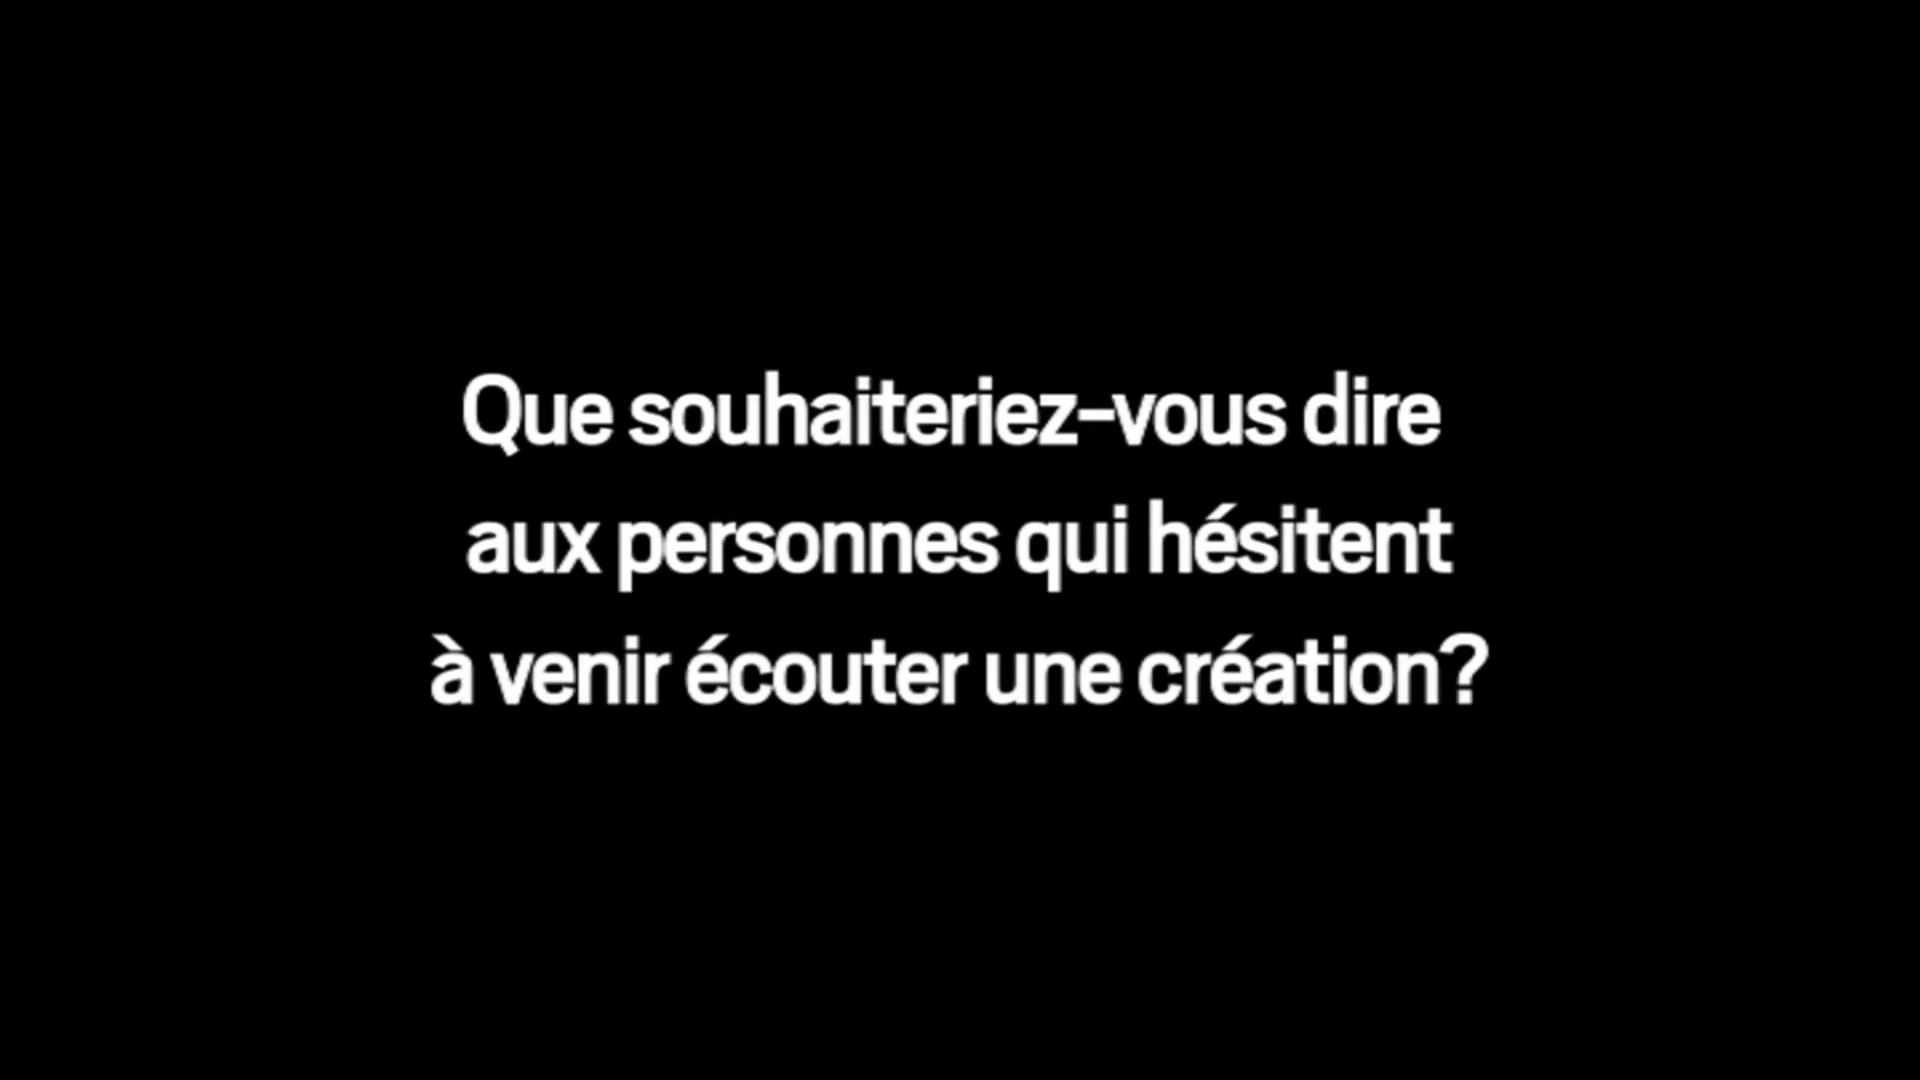 Que souhaiteriez-vous dire
aux personnes qui hésitent
à venir écouter une création?